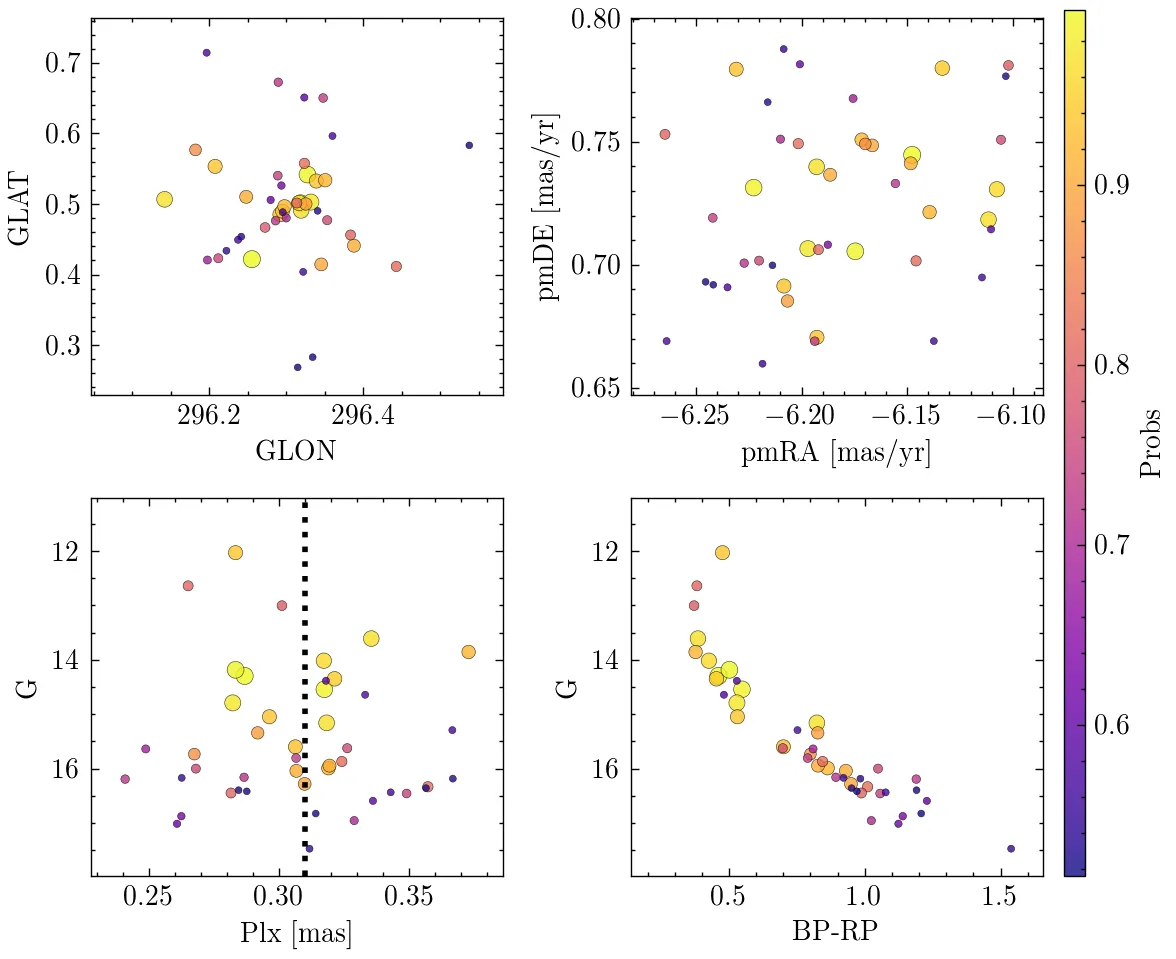 0.7
0.6
0.5
0.4
0.3
GLAT
296.2 296.4
GLON
0.80
0.75
0.70
0.65
pmDE [mas/yr]
−6.25 −6.20 −6.15 −6.10
pmRA [mas/yr]
12
14
16
G
0.25 0.30 0.35
Plx [mas]
12
14
16
G
0.5 1.0 1.5
BP-RP
0.9
0.8
0.7
0.6
Probs